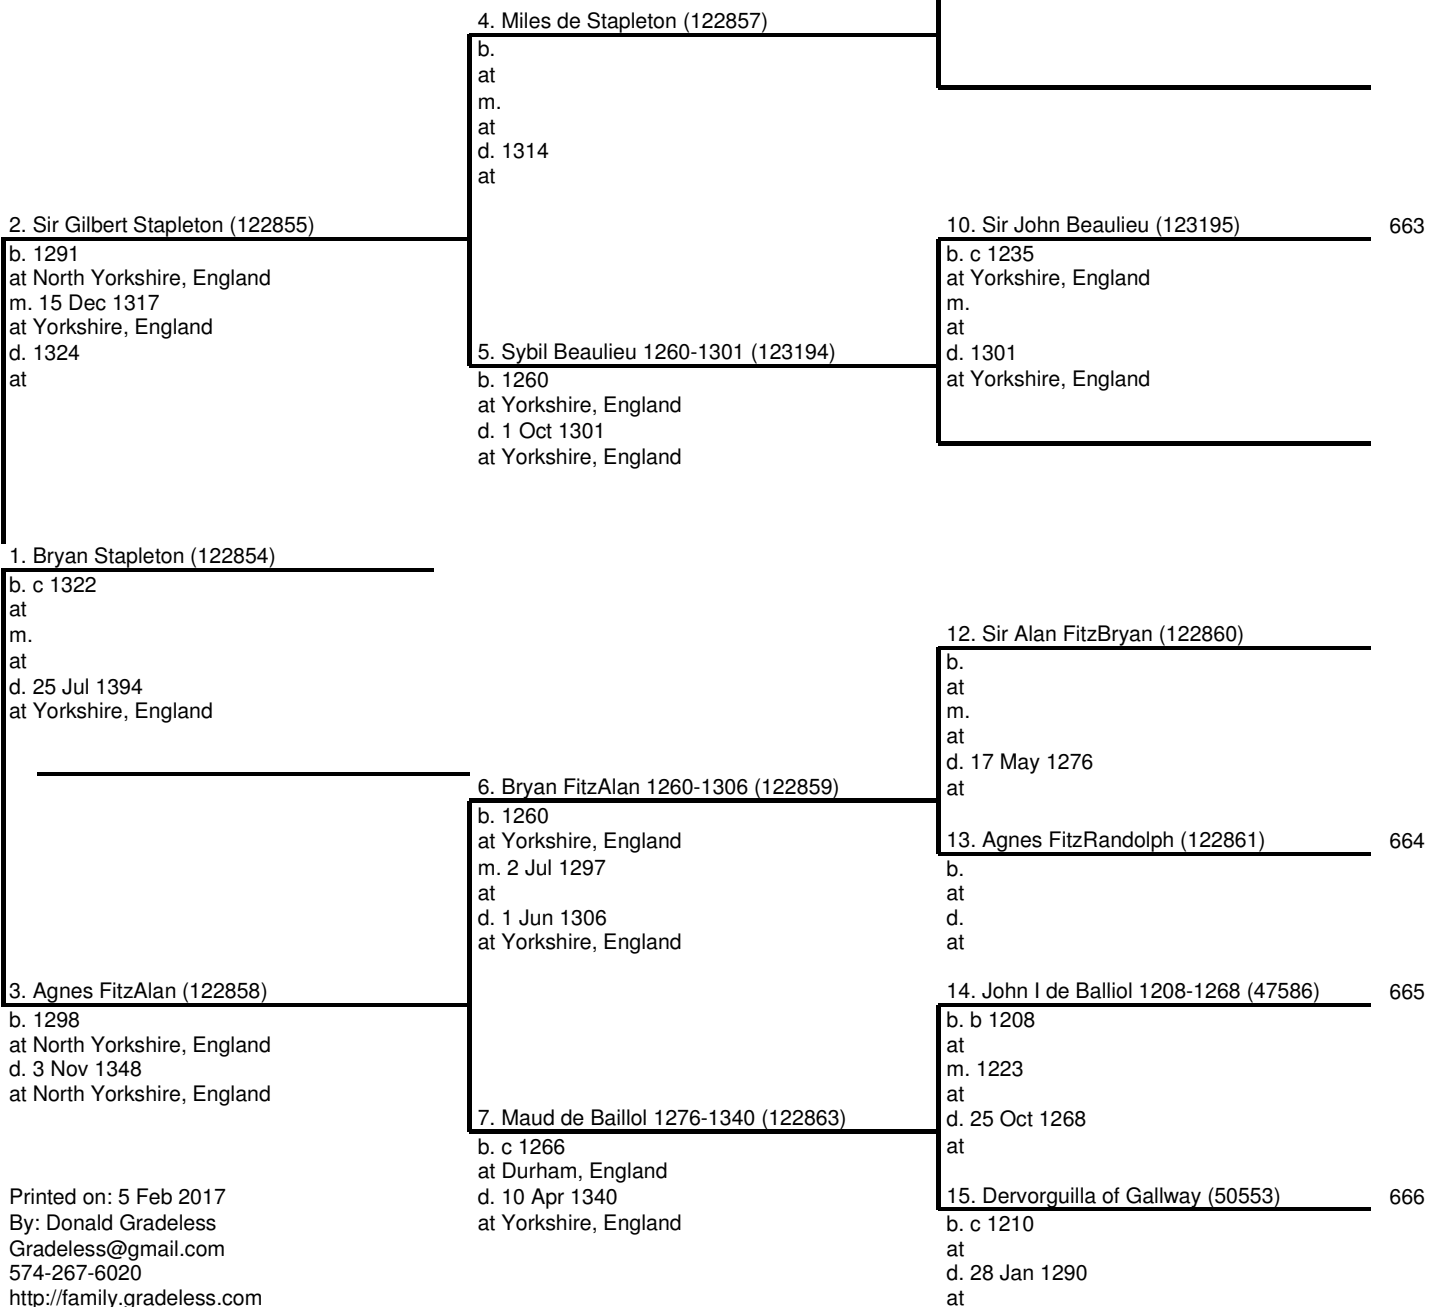 4. Miles de Stapleton (122857)
b.
at
m.
at
d. 1314
at
2. Sir Gilbert Stapleton (122855)
b. 1291
at North Yorkshire, England
m. 15 Dec 1317
at Yorkshire, England
d. 1324
at
10. Sir John Beaulieu (123195) 663
b. c 1235
at Yorkshire, England
m.
at
d. 1301
at Yorkshire, England
5. Sybil Beaulieu 1260-1301 (123194)
b. 1260
at Yorkshire, England
d. 1 Oct 1301
at Yorkshire, England
1. Bryan Stapleton (122854)
b. c 1322
at
m.
at
d. 25 Jul 1394
at Yorkshire, England
12. Sir Alan FitzBryan (122860)
b.
at
m.
at
d. 17 May 1276
at
6. Bryan FitzAlan 1260-1306 (122859)
b. 1260
at Yorkshire, England
m. 2 Jul 1297
at
d. 1 Jun 1306
at Yorkshire, England
13. Agnes FitzRandolph (122861) 664
b.
at
d.
at
3. Agnes FitzAlan (122858)
b. 1298
at North Yorkshire, England
d. 3 Nov 1348
at North Yorkshire, England
14. John I de Balliol 1208-1268 (47586) 665
b. b 1208
at
m. 1223
at
d. 25 Oct 1268
at
7. Maud de Baillol 1276-1340 (122863)
b. c 1266
at Durham, England
d. 10 Apr 1340
at Yorkshire, England
15. Dervorguilla of Gallway (50553) 666
b. c 1210
at
d. 28 Jan 1290
at
Printed on: 5 Feb 2017
By: Donald Gradeless
Gradeless@gmail.com
574-267-6020
http://family.gradeless.com